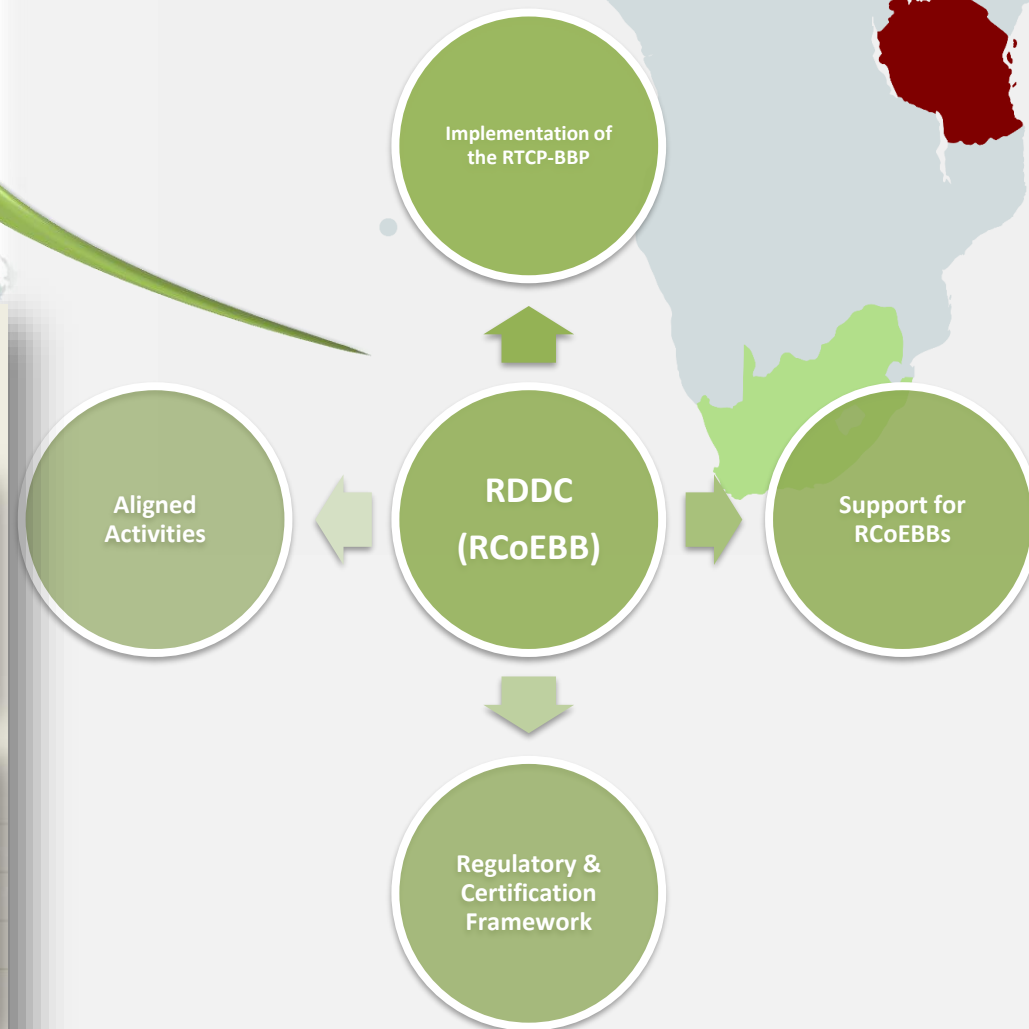 Implementation of
the RTCP-BBP
Aligned
Activities
RDDC
(RCoEBB)
Support for
RCoEBBs
Regulatory &
Certification
Framework